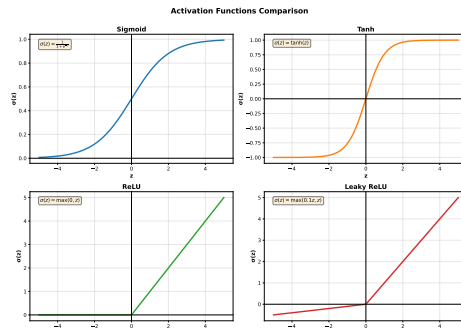 Activation Functions Comparison
Sigmoid
σ(z) = 1/(1+e⁻ᶻ)
σ(z)
1.0
0.8
0.6
0.4
0.2
0.0
−4 −2 0 2 4
z
Tanh
σ(z) = tanh(z)
σ(z)
1.00
0.75
0.50
0.25
0.00
−0.25
−0.50
−0.75
−1.00
−4 −2 0 2 4
z
ReLU
σ(z) = max(0, z)
σ(z)
5
4
3
2
1
0
−4 −2 0 2 4
Leaky ReLU
σ(z) = max(0.1z, z)
σ(z)
5
4
3
2
1
0
−4 −2 0 2 4